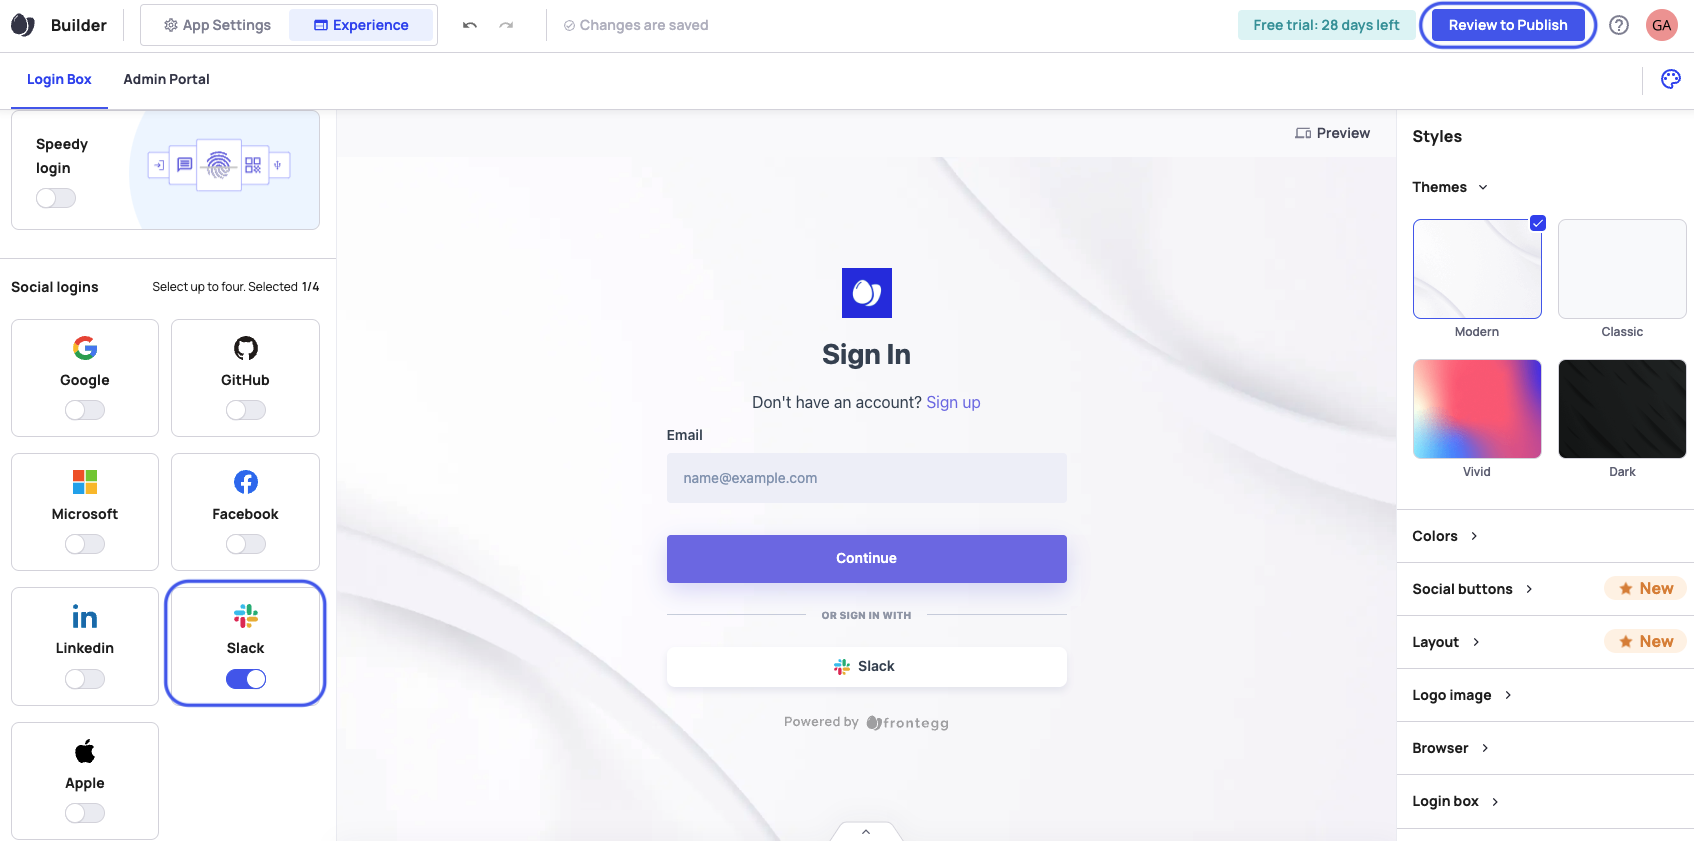 Builder
App Settings
Experience
Changes are saved
Free trial: 28 days left
Review to Publish
GA
Login Box
Admin Portal
Speedy
login
Social logins
Select up to four. Selected 1/4
Google
GitHub
Microsoft
Facebook
Linkedin
Slack
Apple
Preview
Sign In
Don't have an account? Sign up
Email
name@example.com
Continue
OR SIGN IN WITH
Slack
Powered by frontegg
Styles
Themes
Modern
Classic
Vivid
Dark
Colors
Social buttons
New
Layout
New
Logo image
Browser
Login box